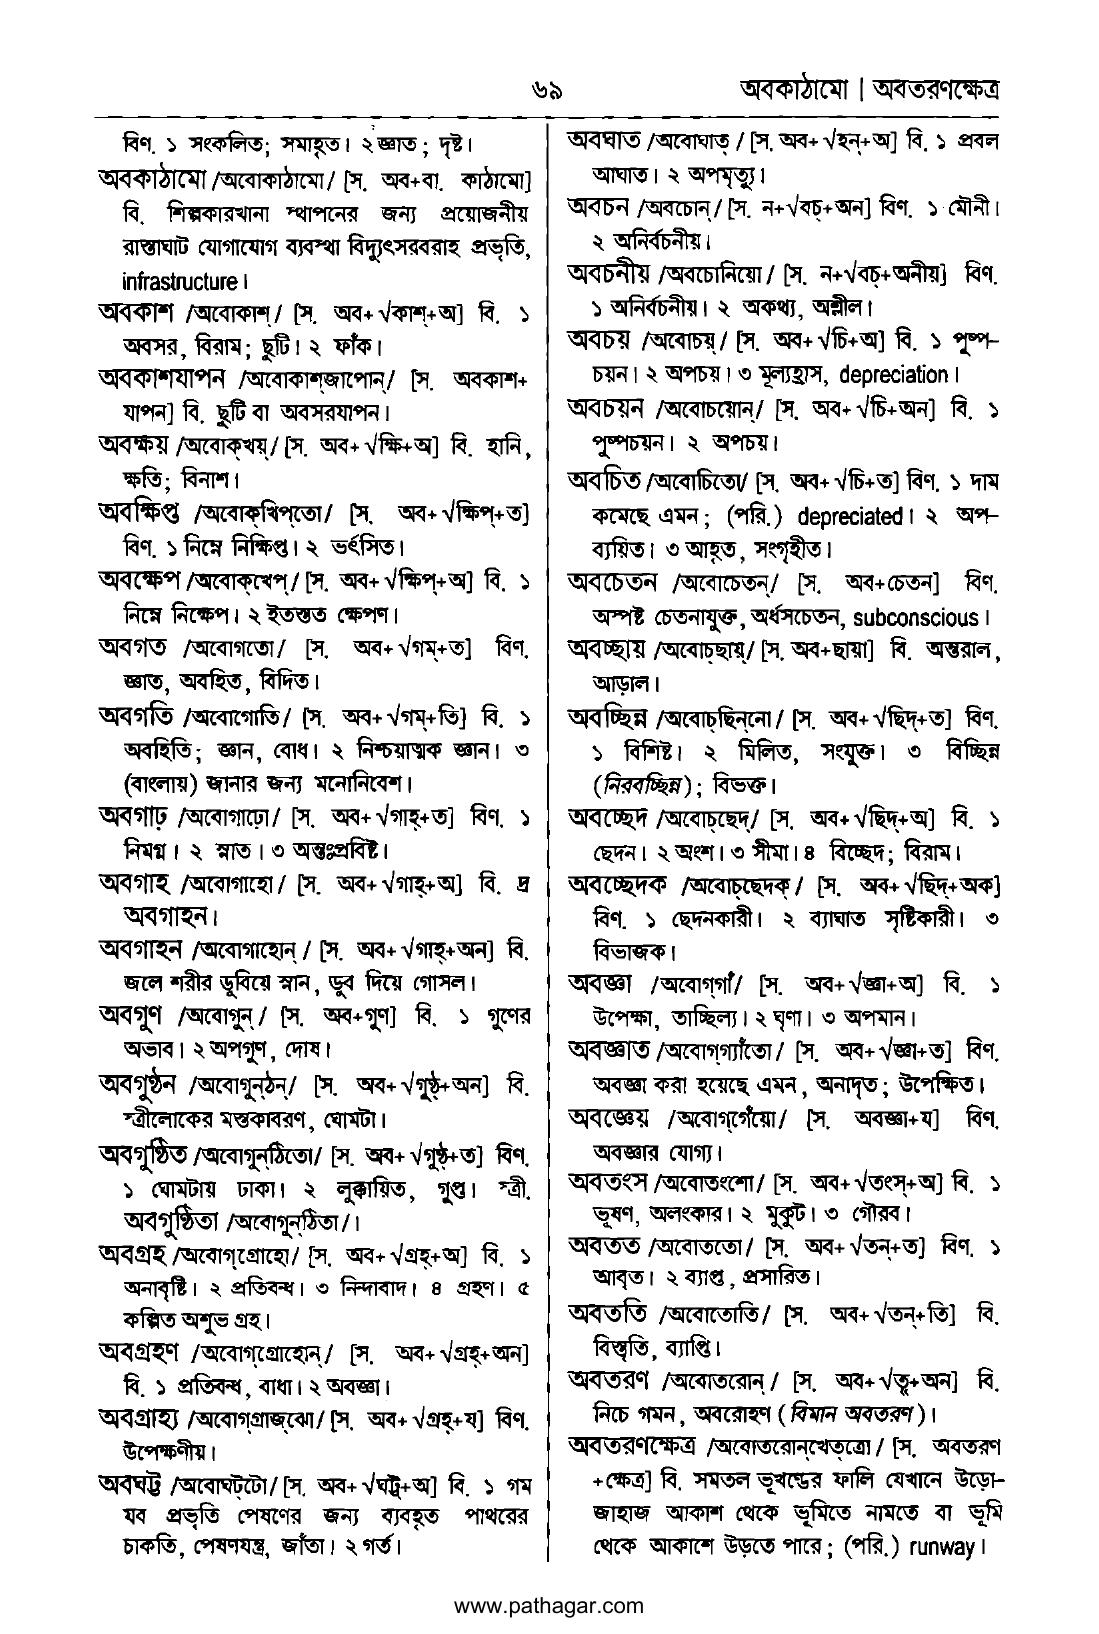 ৬৯
অবকাঠামো | অবতরণক্ষেত্র
বিণ. ১ সংকলিত; সমাহৃত। ২ জ্ঞাত ; দৃষ্ট।
অবকাঠামো /অবোকাঠামো/ [স. অব+বা. কাঠামো]
বি. শিল্পকারখানা স্থাপনের জন্য প্রয়োজনীয়
রাস্তাঘাট যোগাযোগ ব্যবস্থা বিদ্যুৎসরবরাহ প্রভৃতি,
infrastructure।
অবকাশ /অবোকাশ্/ [স. অব+√কাশ্+অ] বি. ১
অবসর, বিরাম; ছুটি। ২ ফাঁক।
অবকাশযাপন /অবোকাশ্জাপোন্/ [স. অবকাশ+
যাপন] বি. ছুটি বা অবসরযাপন।
অবক্ষয় /অবোক্খয়্/ [স. অব+√ক্ষি+অ] বি. হানি,
ক্ষতি; বিনাশ।
অবক্ষিপ্ত /অবোক্খিপ্তো/ [স. অব+√ক্ষিপ্+ত]
বিণ. ১ নিম্নে নিক্ষিপ্ত। ২ ভর্ৎসিত।
অবক্ষেপ /অবোক্খেপ্/ [স. অব+√ক্ষিপ্+অ] বি. ১
নিম্নে নিক্ষেপ। ২ ইতস্তত ক্ষেপণ।
অবগত /অবোগতো/ [স. অব+√গম্+ত] বিণ.
জ্ঞাত, অবহিত, বিদিত।
অবগতি /অবোগোতি/ [স. অব+√গম্+তি] বি. ১
অবহিতি; জ্ঞান, বোধ। ২ নিশ্চয়াত্মক জ্ঞান। ৩
(বাংলায়) জানার জন্য মনোনিবেশ।
অবগাঢ় /অবোগাঢ়ো/ [স. অব+√গাহ্+ত] বিণ. ১
নিমগ্ন। ২ স্নাত। ৩ অন্তঃপ্রবিষ্ট।
অবগাহ /অবোগাহো/ [স. অব+√গাহ্+অ] বি. দ্র
অবগাহন।
অবগাহন /অবোগাহোন্/ [স. অব+√গাহ্+অন] বি.
জলে শরীর ডুবিয়ে স্নান, ডুব দিয়ে গোসল।
অবগুণ /অবোগুন্/ [স. অব+গুণ] বি. ১ গুণের
অভাব। ২ অপগুণ, দোষ।
অবগুণ্ঠন /অবোগুন্ঠন্/ [স. অব+√গুণ্ঠ্+অন] বি.
স্ত্রীলোকের মস্তকাবরণ, ঘোমটা।
অবগুণ্ঠিত /অবোগুন্ঠিতো/ [স. অব+√গুণ্ঠ্+ত] বিণ.
১ ঘোমটায় ঢাকা। ২ লুক্কায়িত, গুপ্ত। স্ত্রী.
অবগুণ্ঠিতা /অবোগুন্ঠিতা/।
অবগ্রহ /অবোগ্গ্রোহো/ [স. অব+√গ্রহ্+অ] বি. ১
অনাবৃষ্টি। ২ প্রতিবন্ধ। ৩ নিন্দাবাদ। ৪ গ্রহণ। ৫
কল্পিত অশুভ গ্রহ।
অবগ্রহণ /অবোগ্গ্রোহোন্/ [স. অব+√গ্রহ্+অন]
বি. ১ প্রতিবন্ধ, বাধা। ২ অবজ্ঞা।
অবগ্রাহ্য /অবোগ্গ্রাজ্ঝো/ [স. অব+√গ্রহ্+য] বিণ.
উপেক্ষণীয়।
অবঘট্ট /অবোঘট্টো/ [স. অব+√ঘট্ট্+অ] বি. ১ গম
যব প্রভৃতি পেষণের জন্য ব্যবহৃত পাথরের
চাকতি, পেষণযন্ত্র, জাঁতা। ২ গর্ত।
অবঘাত /অবোঘাত্/ [স. অব+√হন্+অ] বি. ১ প্রবল
আঘাত। ২ অপমৃত্যু।
অবচন /অবচোন্/ [স. ন+√বচ্+অন] বিণ. ১ মৌনী।
২ অনির্বচনীয়।
অবচনীয় /অবচোনিয়ো/ [স. ন+√বচ্+অনীয়] বিণ.
১ অনির্বচনীয়। ২ অকথ্য, অশ্লীল।
অবচয় /অবোচয়্/ [স. অব+√চি+অ] বি. ১ পুষ্প-
চয়ন। ২ অপচয়। ৩ মূল্যহ্রাস, depreciation।
অবচয়ন /অবোচয়োন্/ [স. অব+√চি+অন] বি. ১
পুষ্পচয়ন। ২ অপচয়।
অবচিত /অবোচিতো/ [স. অব+√চি+ত] বিণ. ১ দাম
কমেছে এমন; (পরি.) depreciated। ২ অপ-
ব্যয়িত। ৩ আহৃত, সংগৃহীত।
অবচেতন /অবোচেতন্/ [স. অব+চেতন] বিণ.
অস্পষ্ট চেতনাযুক্ত, অর্ধসচেতন, subconscious।
অবচ্ছায় /অবোচ্ছায়্/ [স. অব+ছায়া] বি. অন্তরাল,
আড়াল।
অবচ্ছিন্ন /অবোচ্ছিন্নো/ [স. অব+√ছিদ্+ত] বিণ.
১ বিশিষ্ট। ২ মিলিত, সংযুক্ত। ৩ বিচ্ছিন্ন
(নিরবচ্ছিন্ন); বিভক্ত।
অবচ্ছেদ /অবোচ্ছেদ্/ [স. অব+√ছিদ্+অ] বি. ১
ছেদন। ২ অংশ। ৩ সীমা। ৪ বিচ্ছেদ; বিরাম।
অবচ্ছেদক /অবোচ্ছেদক্/ [স. অব+√ছিদ্+অক]
বিণ. ১ ছেদনকারী। ২ ব্যাঘাত সৃষ্টিকারী। ৩
বিভাজক।
অবজ্ঞা /অবোগ্গাঁ/ [স. অব+√জ্ঞা+অ] বি. ১
উপেক্ষা, তাচ্ছিল্য। ২ ঘৃণা। ৩ অপমান।
অবজ্ঞাত /অবোগ্গ্যাঁতো/ [স. অব+√জ্ঞা+ত] বিণ.
অবজ্ঞা করা হয়েছে এমন, অনাদৃত; উপেক্ষিত।
অবজ্ঞেয় /অবোগ্গেঁয়ো/ [স. অবজ্ঞা+য] বিণ.
অবজ্ঞার যোগ্য।
অবতংস /অবোতংশো/ [স. অব+√তংস্+অ] বি. ১
ভূষণ, অলংকার। ২ মুকুট। ৩ গৌরব।
অবতত /অবোততো/ [স. অব+√তন্+ত] বিণ. ১
আবৃত। ২ ব্যাপ্ত, প্রসারিত।
অবততি /অবোতোতি/ [স. অব+√তন্+তি] বি.
বিস্তৃতি, ব্যাপ্তি।
অবতরণ /অবোতরোন্/ [স. অব+√তৃ+অন] বি.
নিচে গমন, অবরোহণ (বিমান অবতরণ)।
অবতরণক্ষেত্র /অবোতরোন্খেত্ত্রো/ [স. অবতরণ
+ক্ষেত্র] বি. সমতল ভূখণ্ডের ফালি যেখানে উড়ো-
জাহাজ আকাশ থেকে ভূমিতে নামতে বা ভূমি
থেকে আকাশে উড়তে পারে; (পরি.) runway।
www.pathagar.com